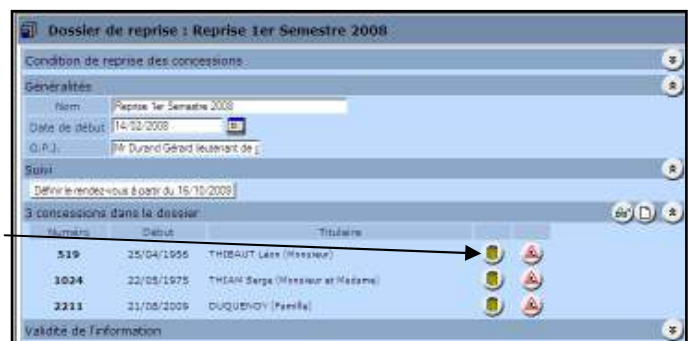 Dossier de reprise : Reprise 1er Semestre 2008
Condition de reprise des concessions
Généralités
Nom Reprise 1er Semestre 2008
Date de début 14/02/2008
O.P.J. Mr Durand Gérard lieutenant de
Suivi
Définir le rendez-vous à partir du 16/10/2009
3 concessions dans le dossier
Numéro Début Titulaire
519 25/04/1956 THIBAUT Léon (Monsieur)
1024 22/05/1975 THIAM Serge (Monsieur et Madame)
2211 21/08/2009 DUQUENOY (Famille)
Validité de l'information